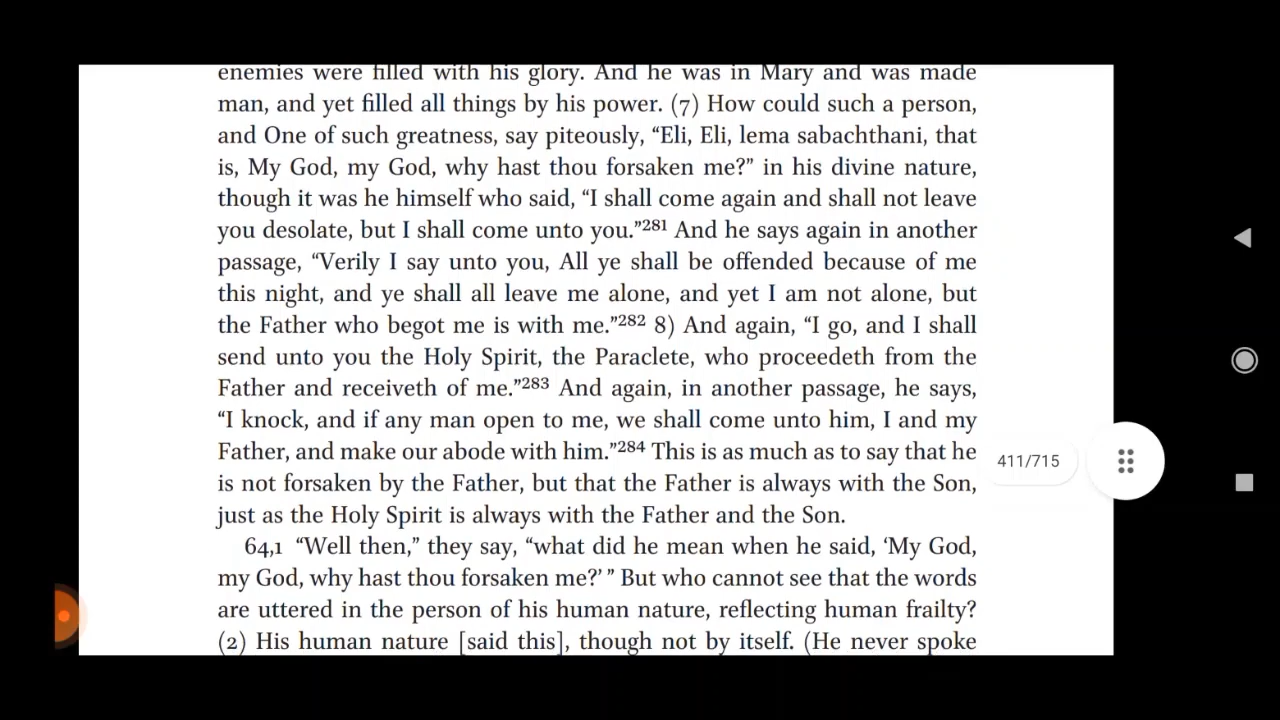 enemies were filled with his glory. And he was in Mary and was made
man, and yet filled all things by his power. (7) How could such a person,
and One of such greatness, say piteously, “Eli, Eli, lema sabachthani, that
is, My God, my God, why hast thou forsaken me?” in his divine nature,
though it was he himself who said, “I shall come again and shall not leave
you desolate, but I shall come unto you.”281 And he says again in another
passage, “Verily I say unto you, All ye shall be offended because of me
this night, and ye shall all leave me alone, and yet I am not alone, but
the Father who begot me is with me.”282 8) And again, “I go, and I shall
send unto you the Holy Spirit, the Paraclete, who proceedeth from the
Father and receiveth of me.”283 And again, in another passage, he says,
“I knock, and if any man open to me, we shall come unto him, I and my
Father, and make our abode with him.”284 This is as much as to say that he
is not forsaken by the Father, but that the Father is always with the Son,
just as the Holy Spirit is always with the Father and the Son.
64,1 “Well then,” they say, “what did he mean when he said, ‘My God,
my God, why hast thou forsaken me?’ ” But who cannot see that the words
are uttered in the person of his human nature, reflecting human frailty?
(2) His human nature [said this], though not by itself. (He never spoke
411/715